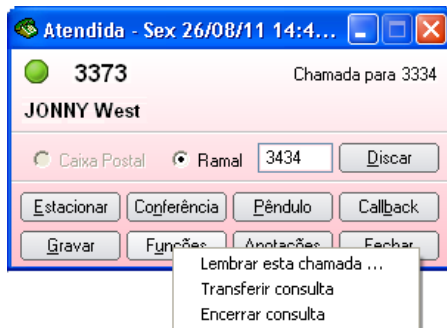 Atendida - Sex 26/08/11 14:4...
3373 Chamada para 3334
JONNY West
Caixa Postal Ramal 3434 Discar
Estacionar Conferência Pêndulo Callback
Gravar Funções Anotações Fechar
Lembrar esta chamada ...
Transferir consulta
Encerrar consulta